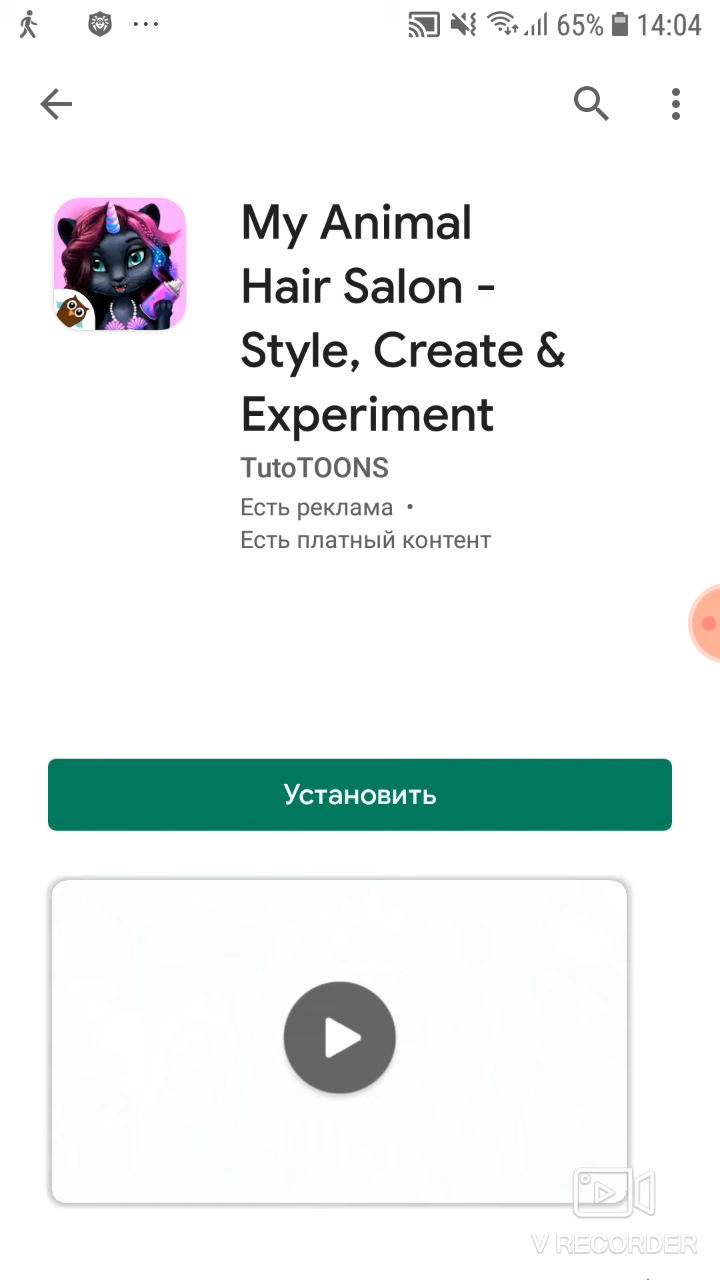 65% 14:04
My Animal
Hair Salon -
Style, Create &
Experiment
TutoTOONS
Есть реклама •
Есть платный контент
Установить
V RECORDER